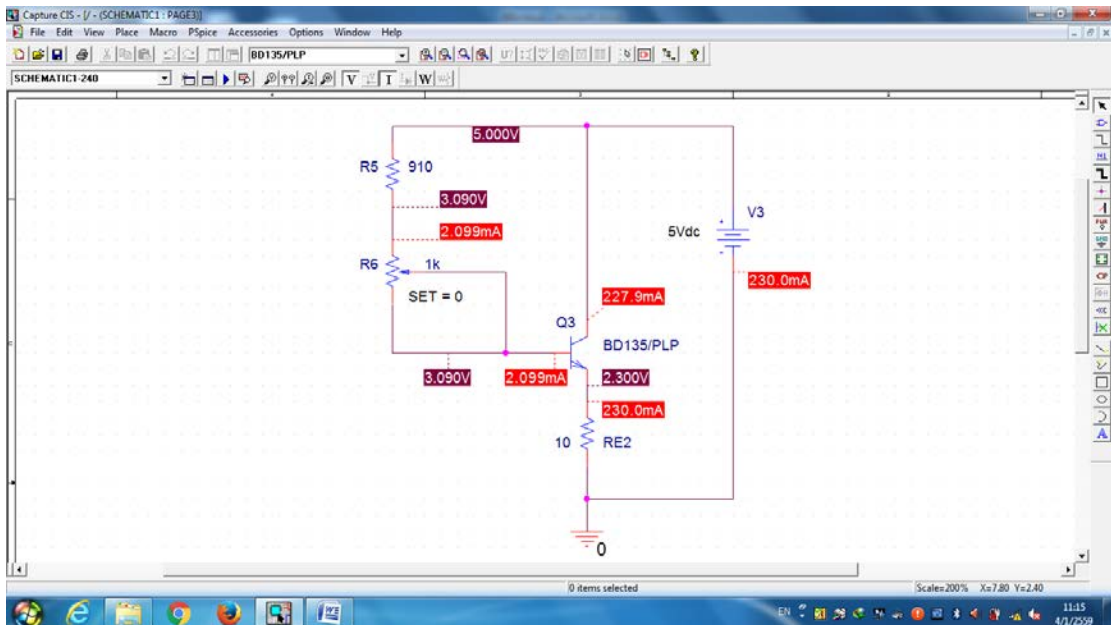 Capture CIS - [/ - (SCHEMATIC1 : PAGE3)]
File Edit View Place Macro PSpice Accessories Options Window Help
BD135/PLP
SCHEMATIC1-240
V I W
5.000V
R5 910
3.090V
V3
2.099mA
5Vdc
R6 1k
230.0mA
SET = 0
227.9mA
Q3
BD135/PLP
3.090V 2.099mA 2.300V
230.0mA
10 RE2
0
0 items selected Scale=200% X=7.80 Y=2.40
EN 11:15
4/1/2559